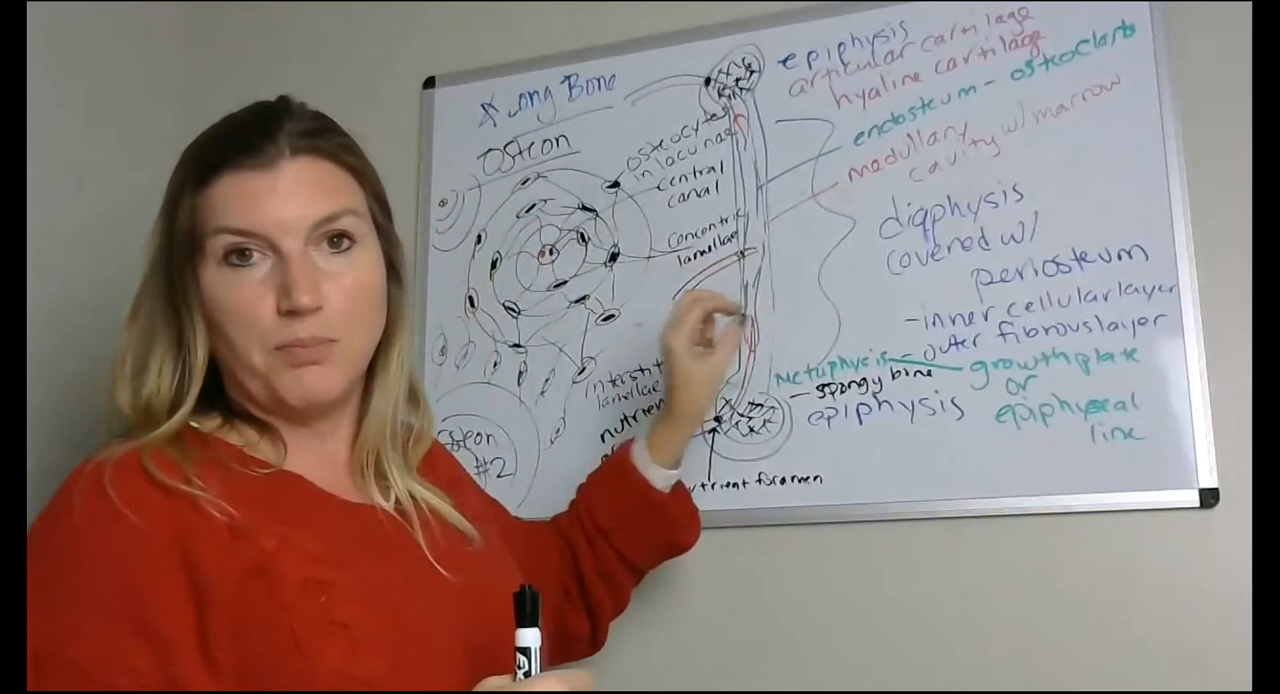 Long Bone
Osteon
osteocytes
in lacunae
central
canal
concentric
lamellae
lamellae
Osteon
#2
epiphysis
articular cartilage
hyaline cartilage
endosteum - osteoclasts
medullary
cavity w/ marrow
diaphysis
covered w/
periosteum
- inner cellular layer
- outer fibrous layer
Metaphysis
growth plate
or
epiphyseal
line
- spongy bone
epiphysis
foramen